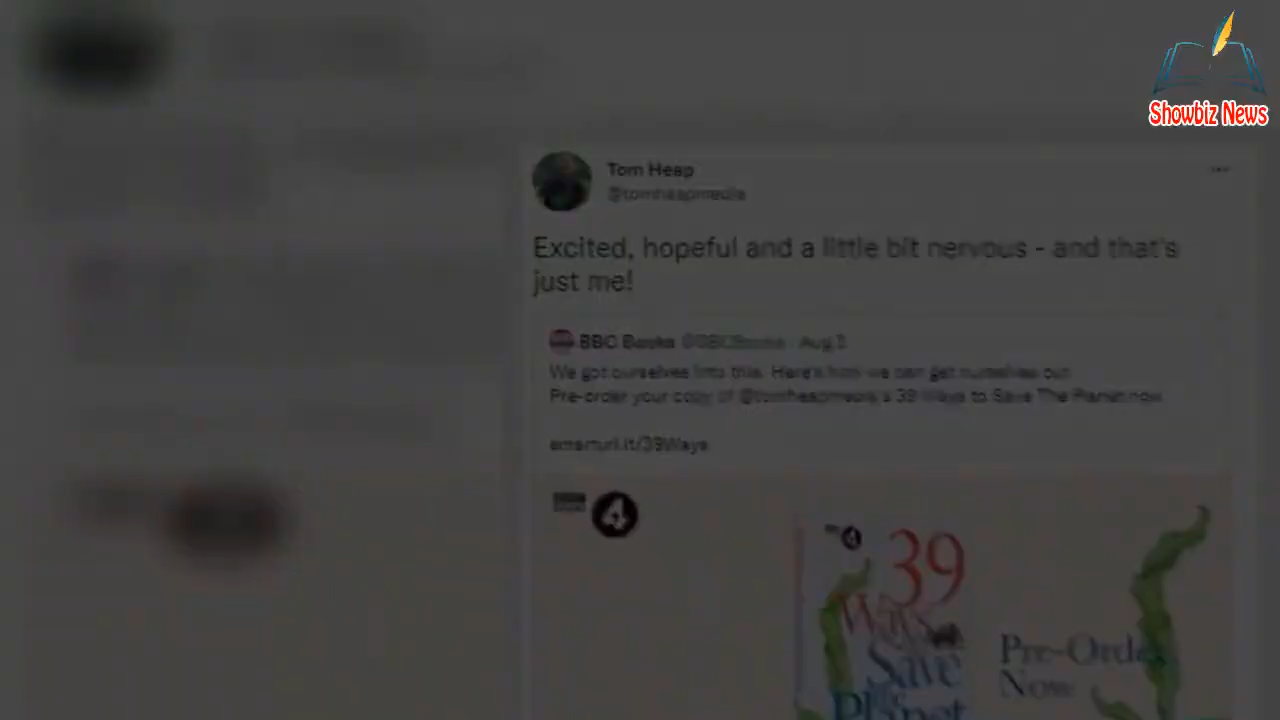 Showbiz News
Tom Heap
@tomheapmedia
Excited, hopeful and a little bit nervous - and that's
just me!
BBC Books @BBCBooks · Aug 3
We got ourselves into this. Here's how we can get ourselves out
Pre-order your copy of @tomheapmedia's 39 Ways to Save The Planet now
smarturl.it/39Ways
4
4
39
Ways
Save
Planet
Pre-Order
Now